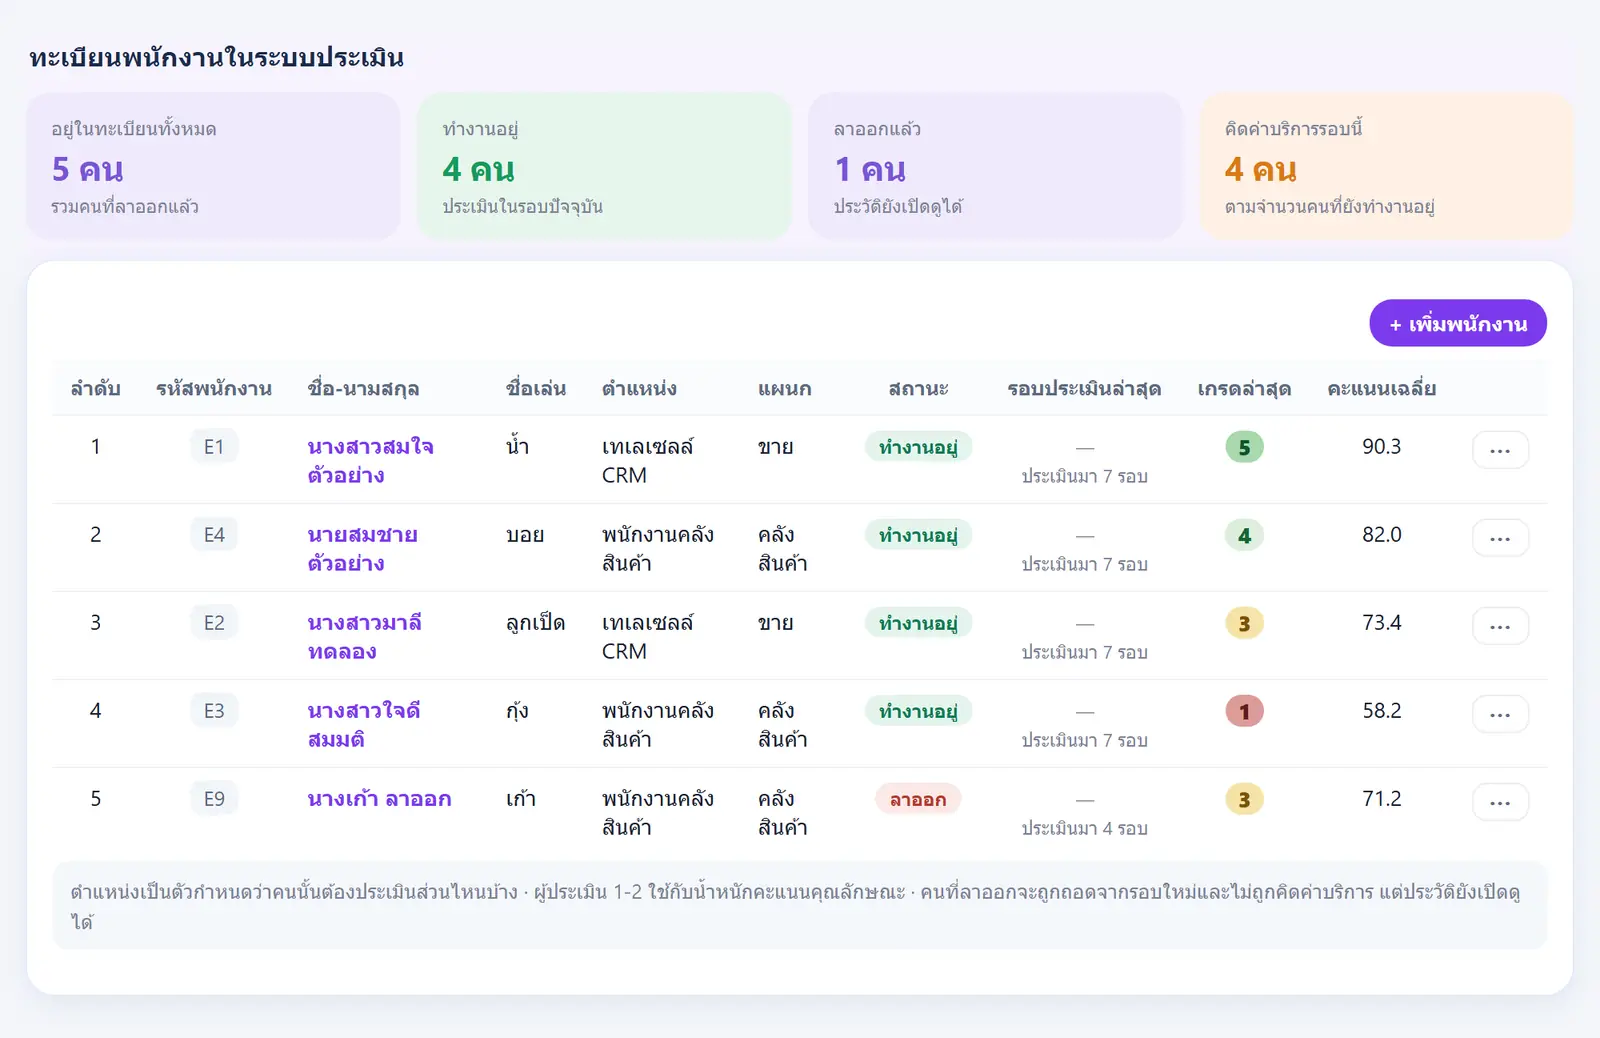 ทะเบียนพนักงานในระบบประเมิน
อยู่ในทะเบียนทั้งหมด
5 คน
รวมคนที่ลาออกแล้ว
ทำงานอยู่
4 คน
ประเมินในรอบปัจจุบัน
ลาออกแล้ว
1 คน
ประวัติยังเปิดดูได้
คิดค่าบริการรอบนี้
4 คน
ตามจำนวนคนที่ยังทำงานอยู่
+ เพิ่มพนักงาน
ลำดับ รหัสพนักงาน ชื่อ-นามสกุล ชื่อเล่น ตำแหน่ง แผนก สถานะ รอบประเมินล่าสุด เกรดล่าสุด คะแนนเฉลี่ย
1 E1 นางสาวสมใจ น้ำ เทเลเซลล์ ขาย ทำงานอยู่ — 5 90.3 ...
ตัวอย่าง CRM ประเมินมา 7 รอบ
2 E4 นายสมชาย บอย พนักงานคลัง คลัง ทำงานอยู่ — 4 82.0 ...
ตัวอย่าง สินค้า สินค้า ประเมินมา 7 รอบ
3 E2 นางสาวมาลี ลูกเป็ด เทเลเซลล์ ขาย ทำงานอยู่ — 3 73.4 ...
ทดลอง CRM ประเมินมา 7 รอบ
4 E3 นางสาวใจดี กุ้ง พนักงานคลัง คลัง ทำงานอยู่ — 1 58.2 ...
สมมติ สินค้า สินค้า ประเมินมา 7 รอบ
5 E9 นางเก้า ลาออก เก้า พนักงานคลัง คลัง ลาออก — 3 71.2 ...
สินค้า สินค้า ประเมินมา 4 รอบ
ตำแหน่งเป็นตัวกำหนดว่าคนนั้นต้องประเมินส่วนไหนบ้าง · ผู้ประเมิน 1-2 ใช้กับน้ำหนักคะแนนคุณลักษณะ · คนที่ลาออกจะถูกถอดจากรอบใหม่และไม่ถูกคิดค่าบริการ แต่ประวัติยังเปิดดู
ได้